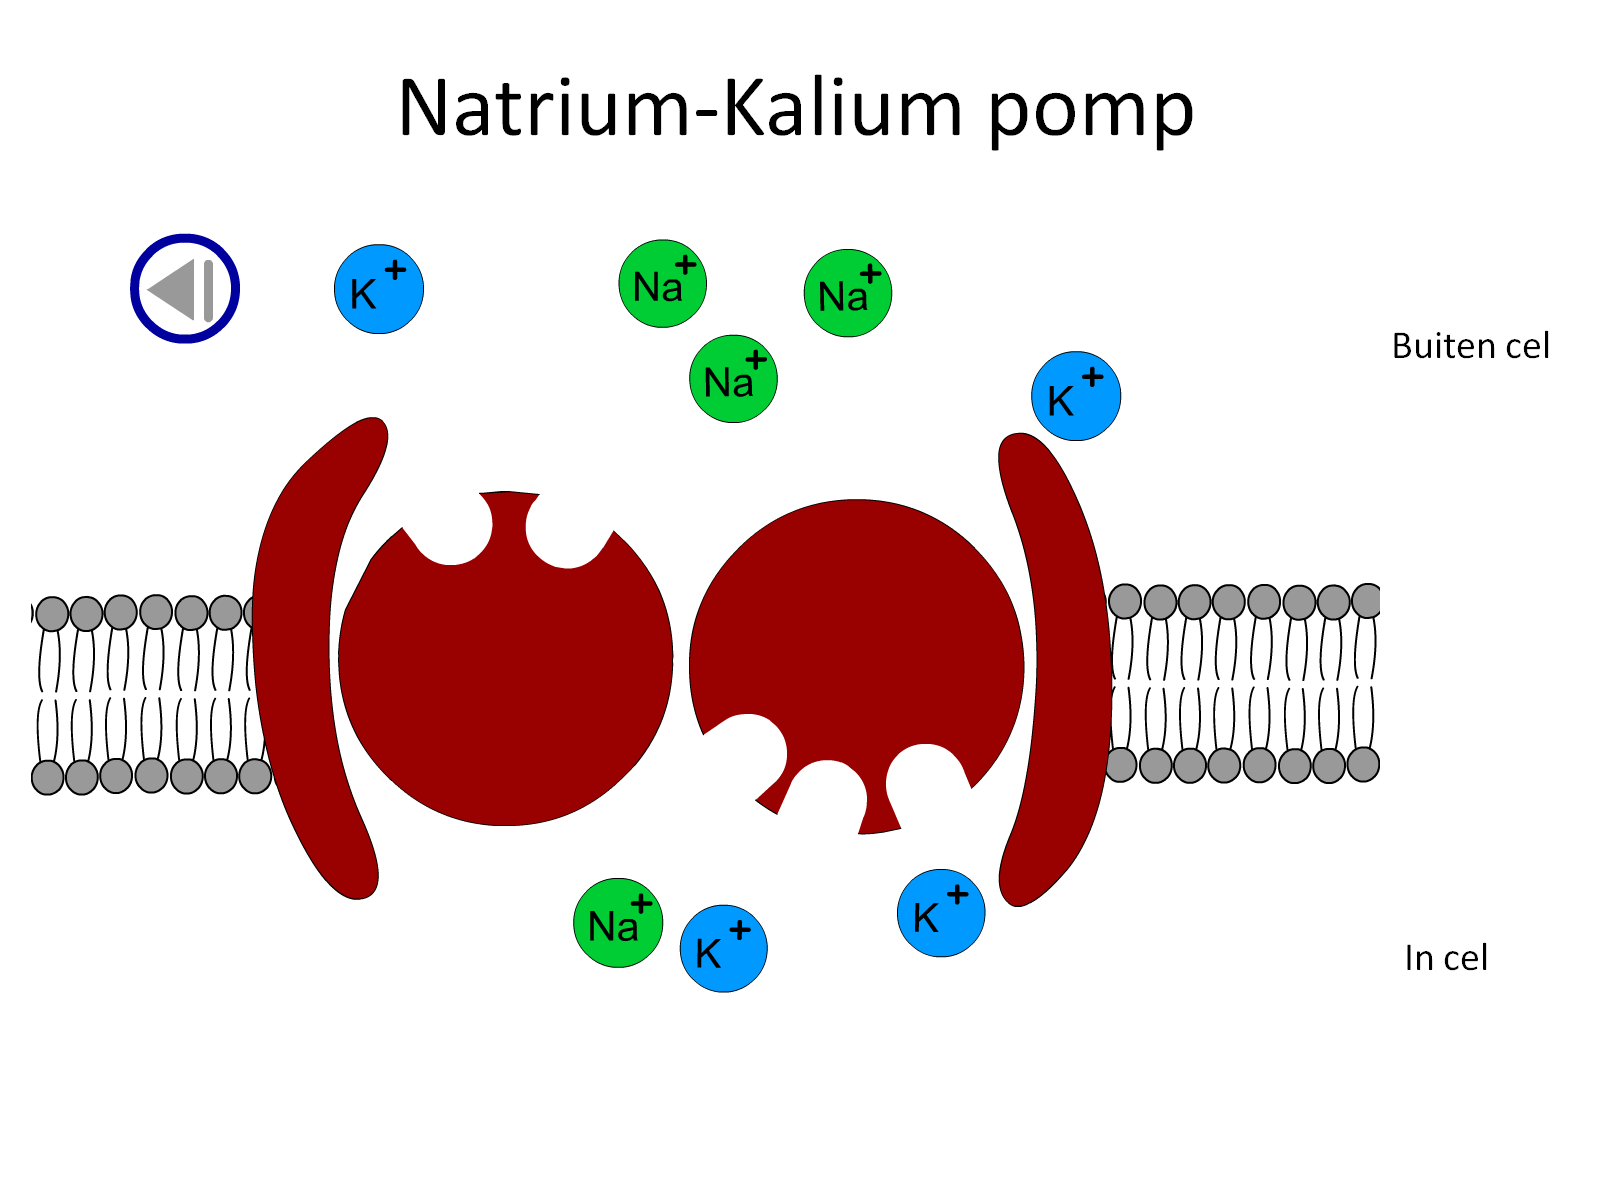 Natrium-Kalium pomp
K+
Na+
Na+
Buiten cel
Na+
K+
Na+
K+
K+
In cel